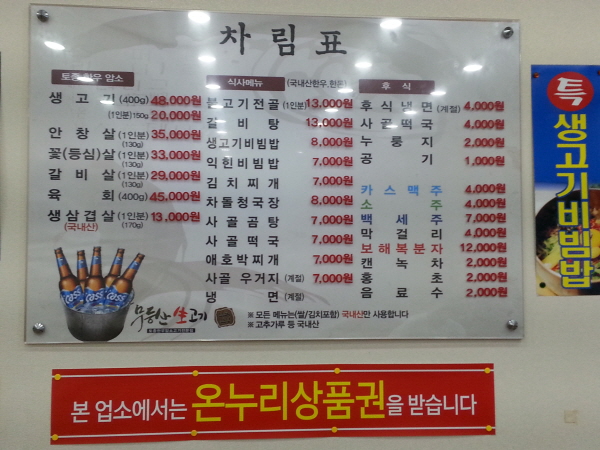 차림표
토종 한우 암소
생고기 (400g) 48,000원
(1인분)150g 20,000원
안창살 (1인분) 35,000원
(130g)
꽃(등심)살 (1인분) 33,000원
(130g)
갈비살 (1인분) 29,000원
(130g)
육회 (400g) 45,000원
생삼겹살 (1인분) 13,000원
(국내산) (170g)
식사메뉴 (국내산한우,한돈)
불고기전골 (1인분) 13,000원
갈비탕 13,000원
생고기비빔밥 8,000원
익힌비빔밥 7,000원
김치찌개 7,000원
차돌청국장 8,000원
사골곰탕 7,000원
사골떡국 7,000원
애호박찌개 7,000원
사골 우거지 (계절) 7,000원
냉면 (계절)
후식
후식냉면 (계절) 4,000원
사골떡국 4,000원
누룽지 2,000원
공기 1,000원
카스맥주 4,000원
소주 4,000원
백세주 7,000원
막걸리 4,000원
보해복분자 12,000원
캔녹차 2,000원
홍초 2,000원
음료수 2,000원
Cass
무등산 生고기
※ 모든 메뉴는(쌀/김치포함) 국내산만 사용합니다
※ 고추가루 등 국내산
특
생고기비빔밥
본 업소에서는 온누리상품권을 받습니다